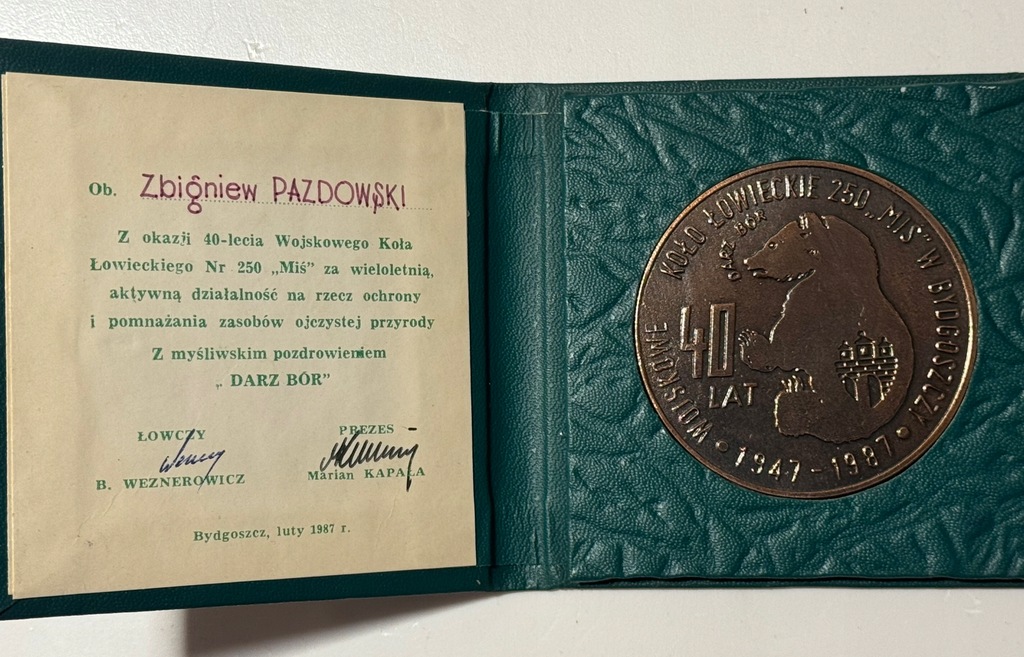 Ob. Zbigniew PAZDOWSKI
Z okazji 40-lecia Wojskowego Koła
Łowieckiego Nr 250 „Miś” za wieloletnią,
aktywną działalność na rzecz ochrony
i pomnażania zasobów ojczystej przyrody
Z myśliwskim pozdrowieniem
„ DARZ BÓR”
ŁOWCZY
PREZES
B. WEZNEROWICZ
Marian KAPAŁA
Bydgoszcz, luty 1987 r.
WOJSKOWE KOŁO ŁOWIECKIE 250 „MIŚ” W BYDGOSZCZY
DARZ BÓR
40
LAT
• 1947 - 1987 •